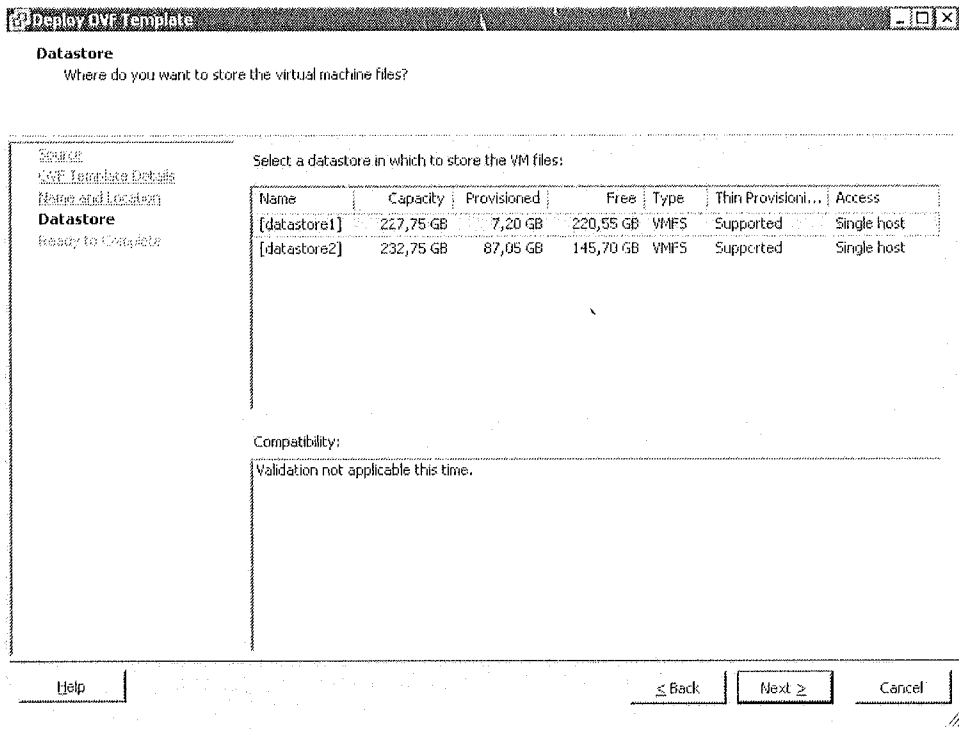 Deploy OVF Template
Datastore
Where do you want to store the virtual machine files?
Source
OVF Template Details
Name and Location
Datastore
Ready to Complete
Select a datastore in which to store the VM files:
Name Capacity Provisioned Free Type Thin Provisioni... Access
[datastore1] 227,75 GB 7,20 GB 220,55 GB VMFS Supported Single host
[datastore2] 232,75 GB 87,05 GB 145,70 GB VMFS Supported Single host
Compatibility:
Validation not applicable this time.
Help ≤ Back Next ≥ Cancel